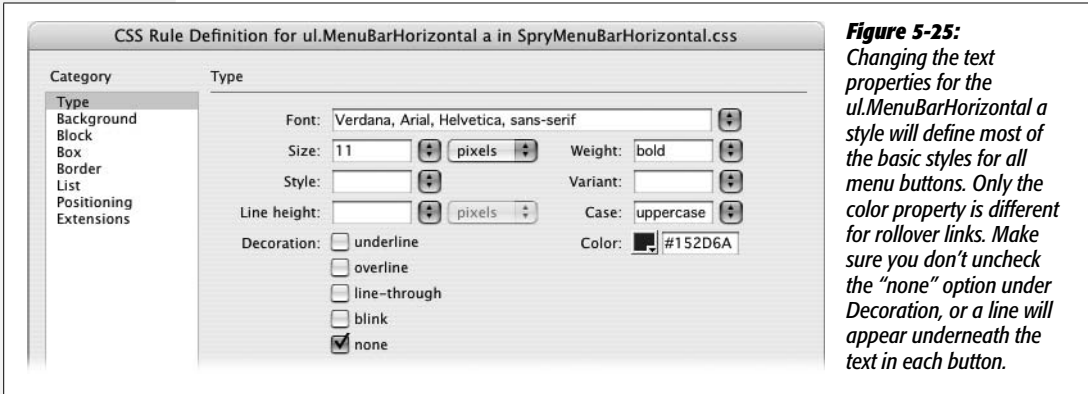 CSS Rule Definition for ul.MenuBarHorizontal a in SpryMenuBarHorizontal.css
Category
Type
Background
Block
Box
Border
List
Positioning
Extensions
Type
Font: Verdana, Arial, Helvetica, sans-serif
Size: 11 pixels Weight: bold
Style: Variant:
Line height: pixels Case: uppercase
Decoration: underline Color: #152D6A
overline
line-through
blink
none
Figure 5-25:
Changing the text
properties for the
ul.MenuBarHorizontal a
style will define most of
the basic styles for all
menu buttons. Only the
color property is different
for rollover links. Make
sure you don’t uncheck
the “none” option under
Decoration, or a line will
appear underneath the
text in each button.